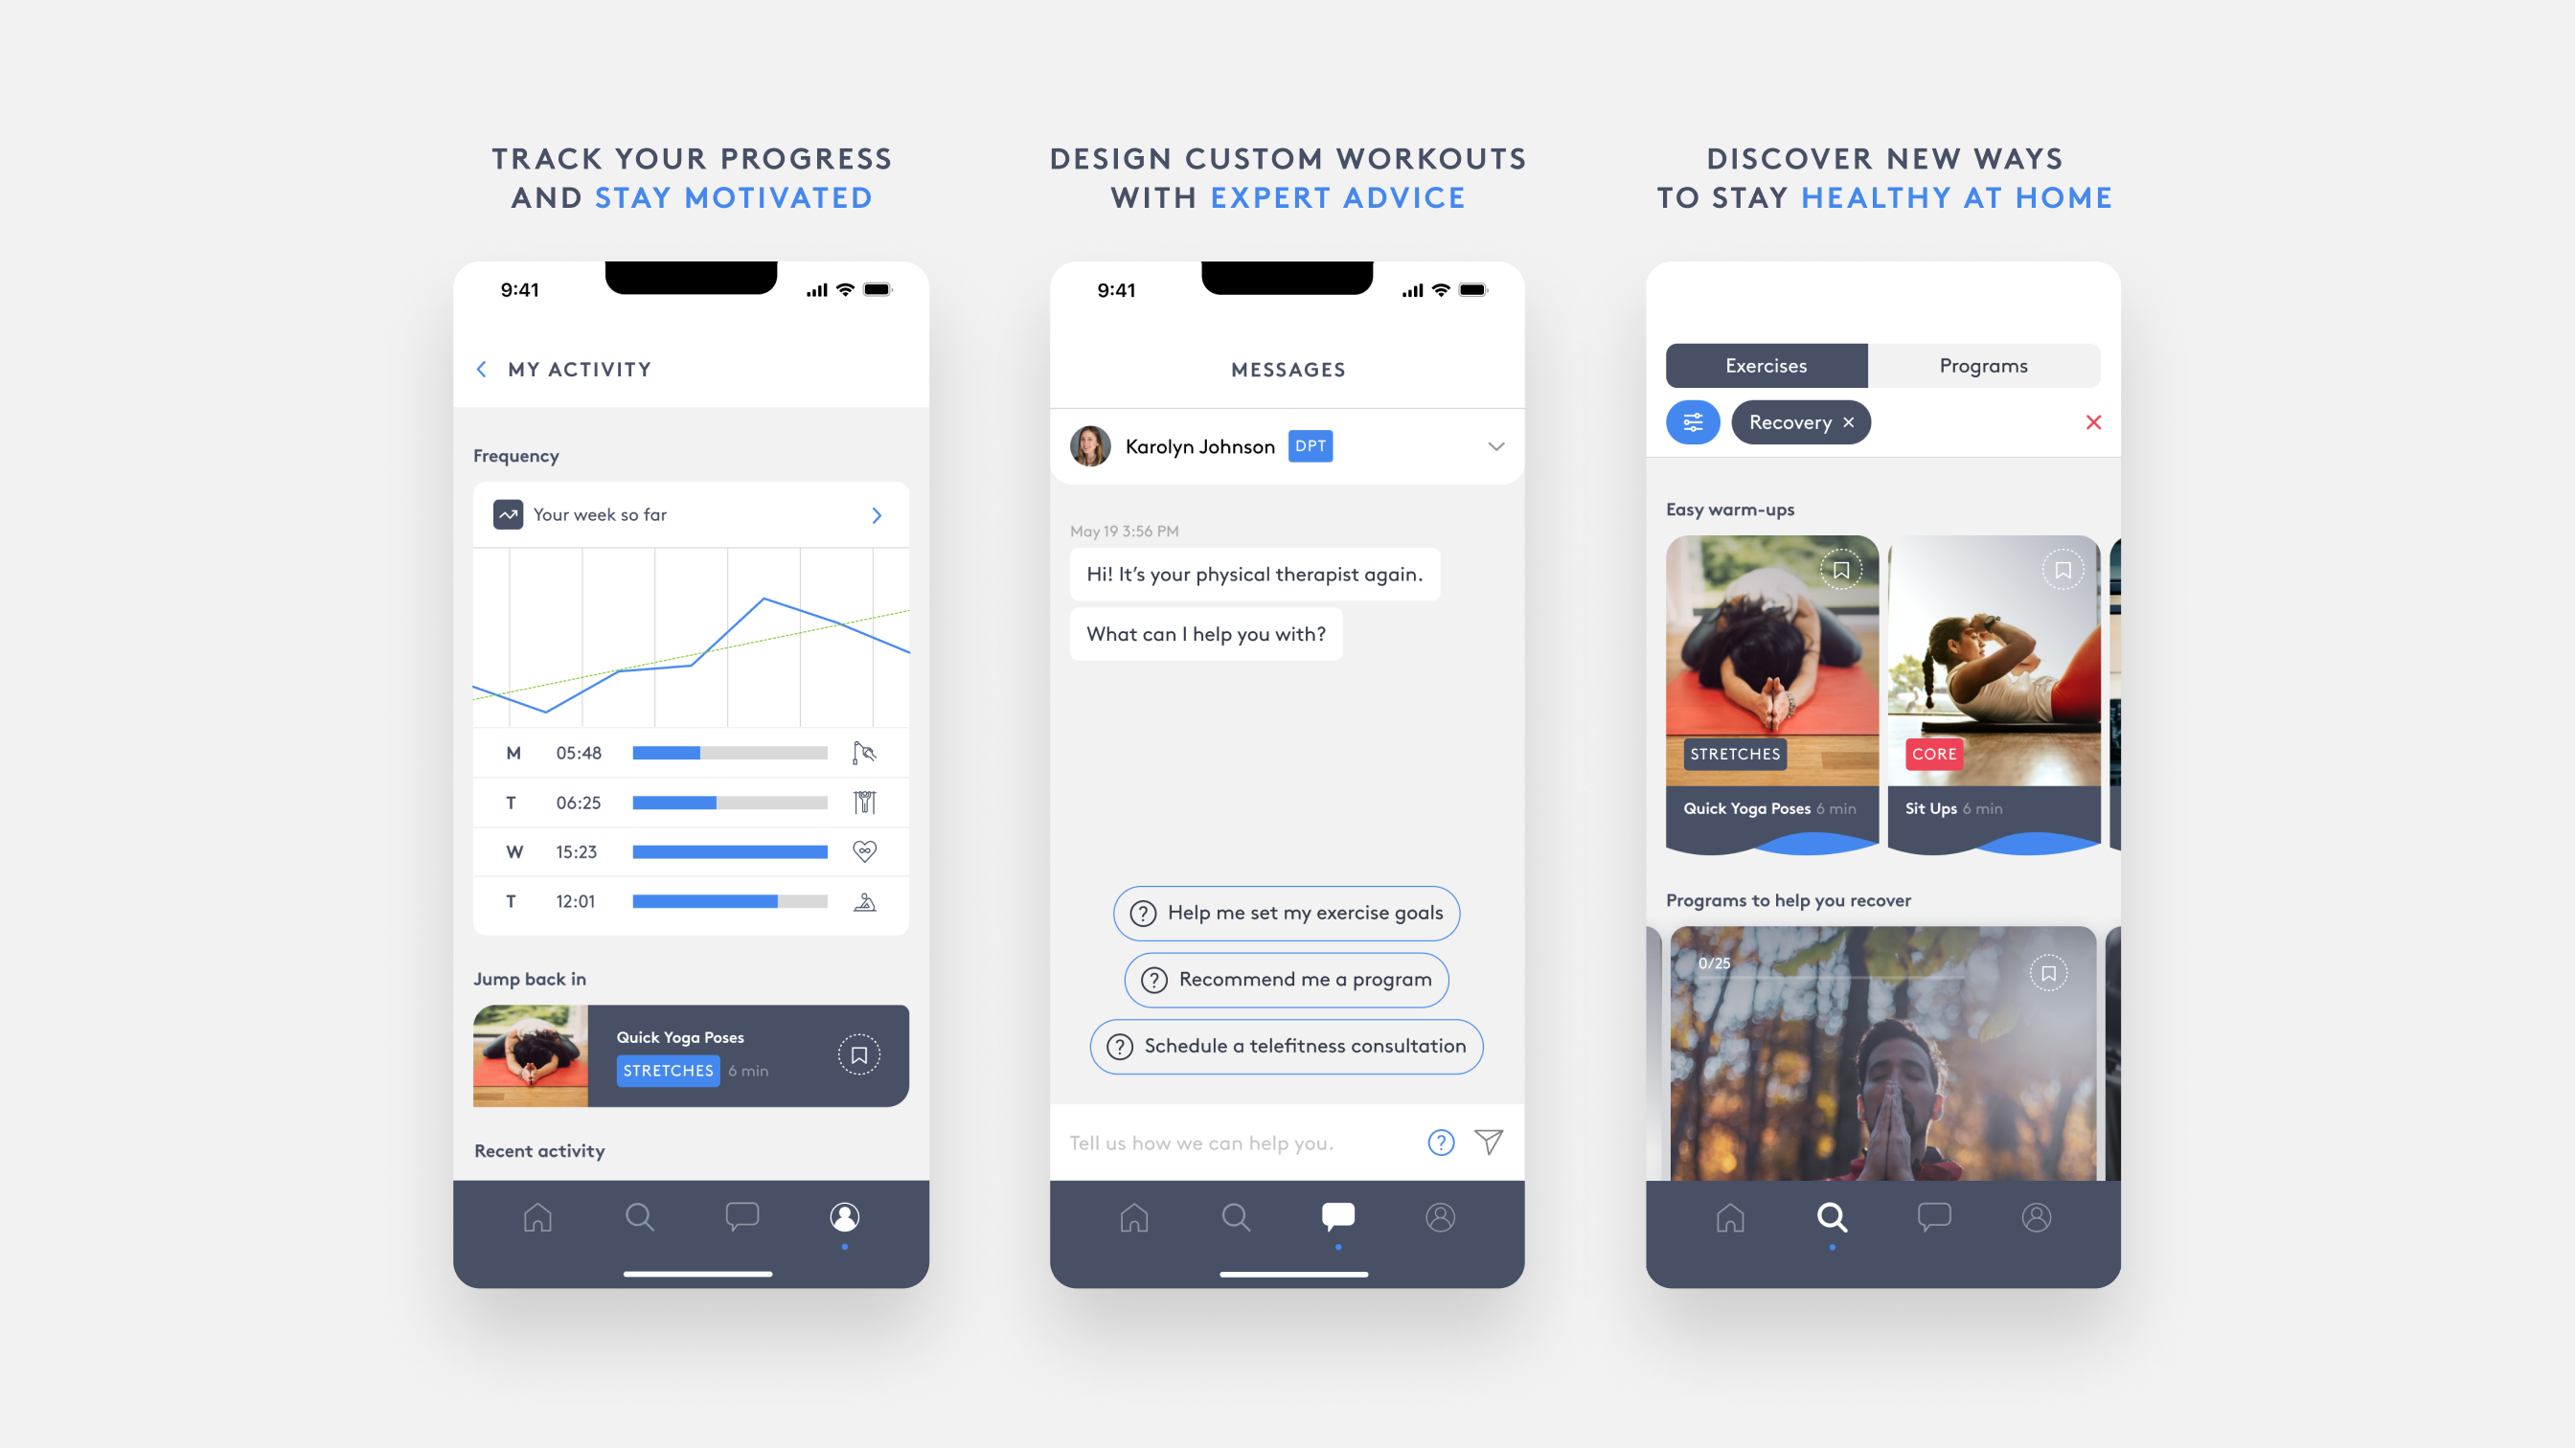 TRACK YOUR PROGRESS
AND STAY MOTIVATED
9:41
MY ACTIVITY
Frequency
Your week so far
M 05:48
T 06:25
W 15:23
T 12:01
Jump back in
Quick Yoga Poses
STRETCHES 6 min
Recent activity
DESIGN CUSTOM WORKOUTS
WITH EXPERT ADVICE
9:41
MESSAGES
Karolyn Johnson DPT
May 19 3:56 PM
Hi! It’s your physical therapist again.
What can I help you with?
? Help me set my exercise goals
? Recommend me a program
? Schedule a telefitness consultation
Tell us how we can help you. ?
DISCOVER NEW WAYS
TO STAY HEALTHY AT HOME
Exercises Programs
Recovery ×
Easy warm-ups
STRETCHES
Quick Yoga Poses 6 min
CORE
Sit Ups 6 min
Programs to help you recover
0/25